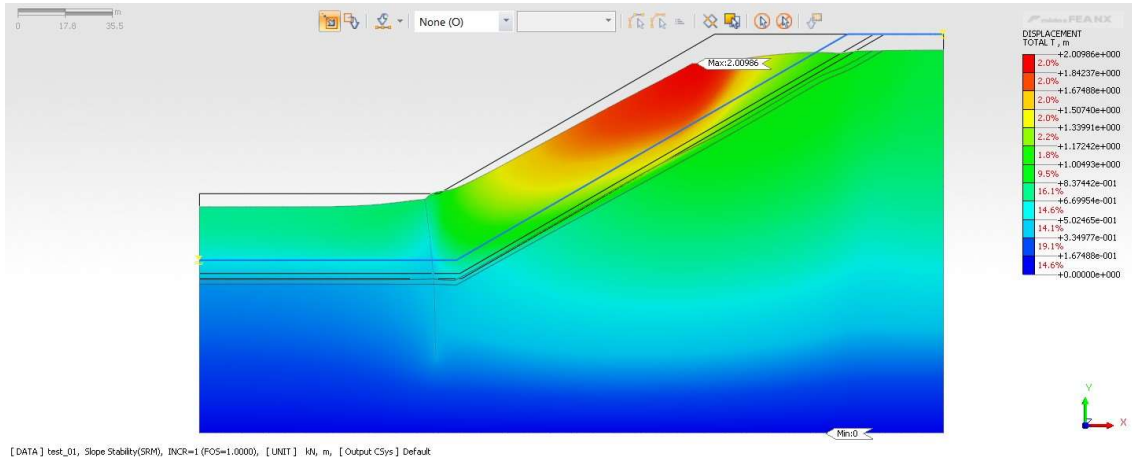 m
0 17.6 35.5
None (O)
FEA NX
DISPLACEMENT
TOTAL T , m
+2.00986e+000
2.0%
+1.84237e+000
2.0%
+1.67488e+000
2.0%
+1.50740e+000
2.0%
+1.33991e+000
2.2%
+1.17242e+000
1.8%
+1.00493e+000
9.5%
+8.37442e-001
16.1%
+6.69954e-001
14.6%
+5.02465e-001
14.1%
+3.34977e-001
19.1%
+1.67488e-001
14.6%
+0.00000e+000
Max:2.00986
Min:0
Y
Z X
[ DATA ] test_01, Slope Stability(SRM), INCR=1 (FOS=1.0000), [ UNIT ] kN, m, [ Output CSys ] Default